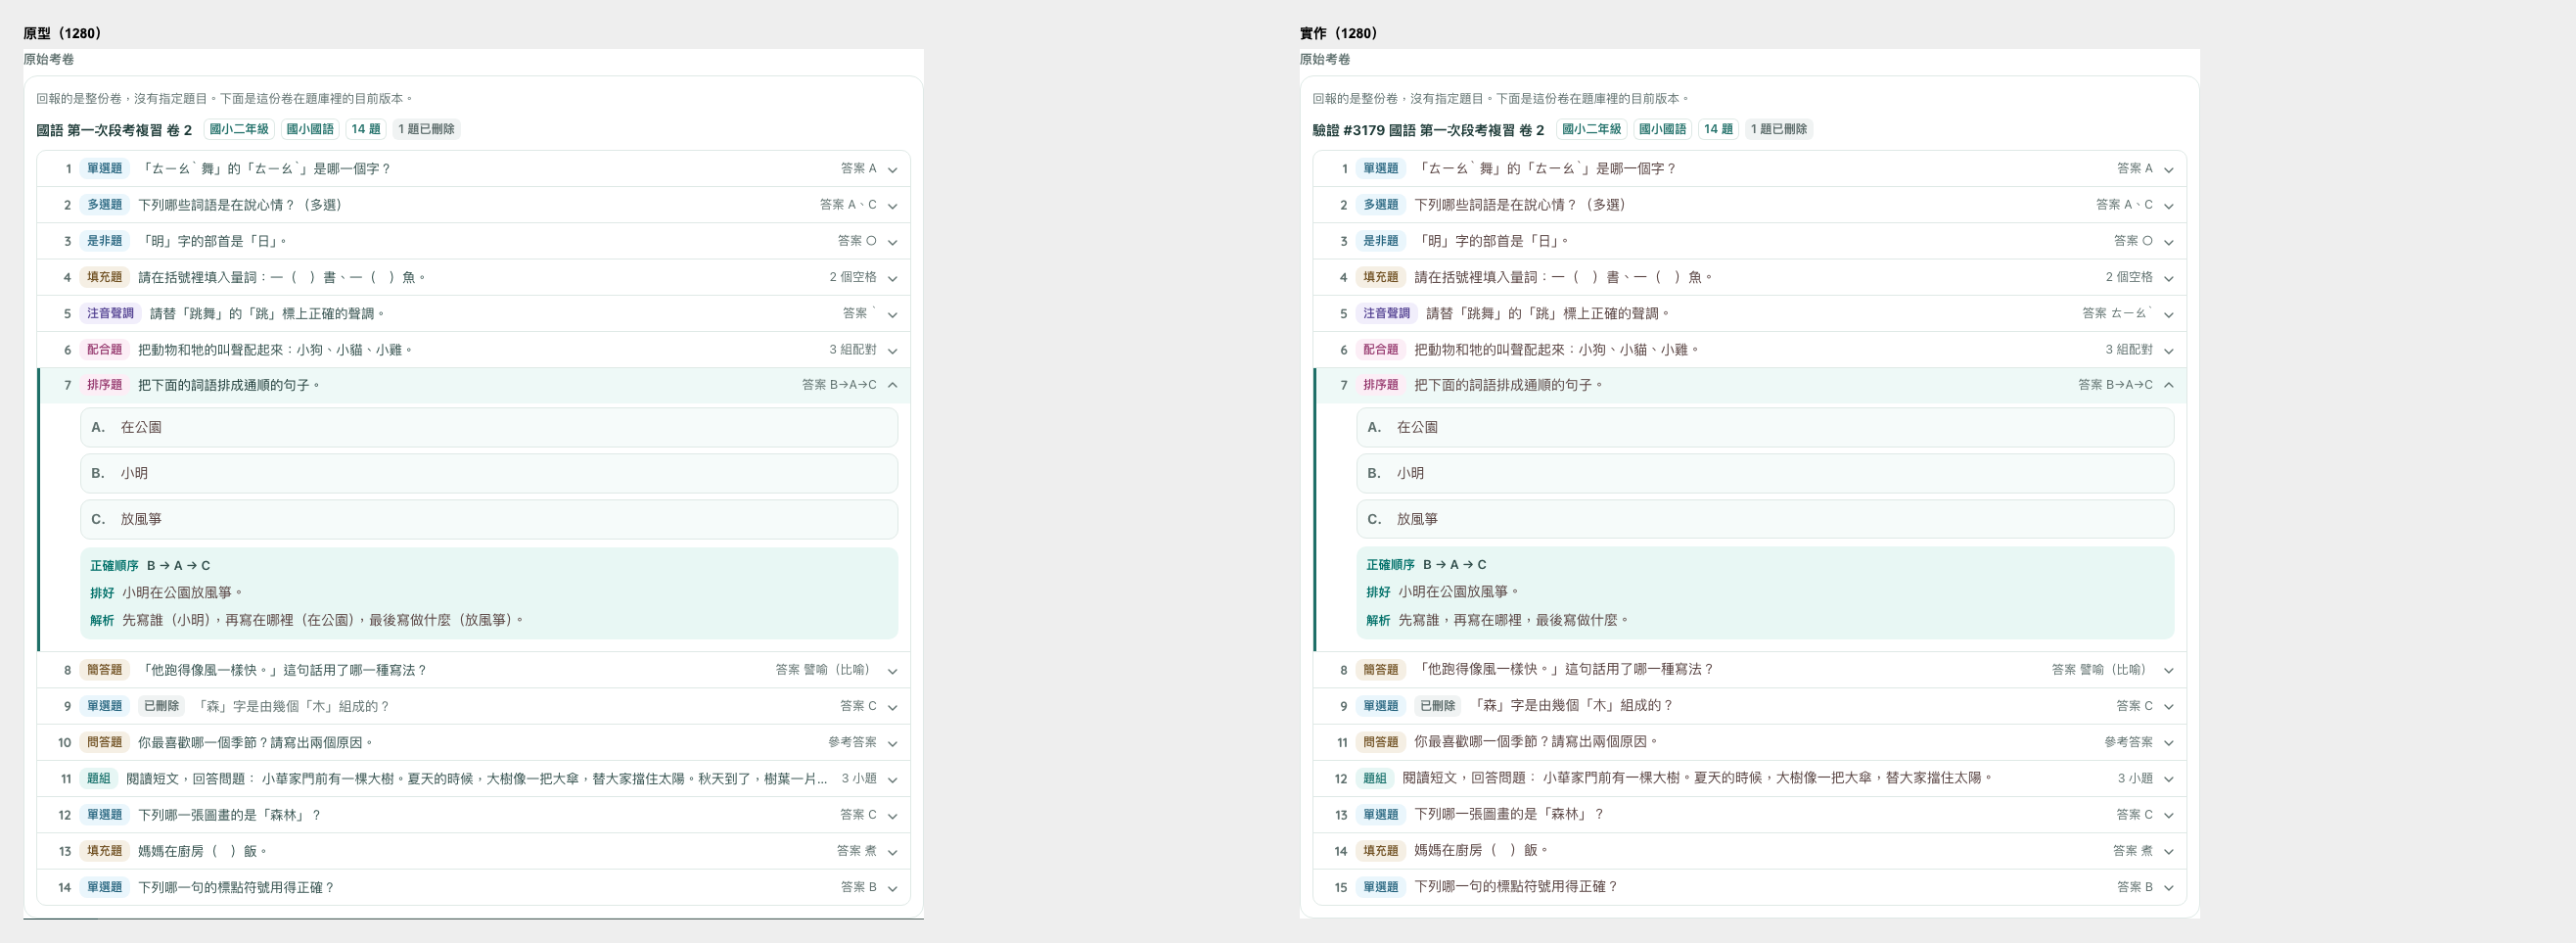 原型（1280）
原始考卷
回報的是整份卷，沒有指定題目。下面是這份卷在題庫裡的目前版本。
國語 第一次段考複習 卷 2 國小二年級 國小國語 14 題 1 題已刪除
1 單選題 「ㄊㄧㄠˋ 舞」的「ㄊㄧㄠˋ」是哪一個字？ 答案 A
2 多選題 下列哪些詞語是在說心情？（多選） 答案 A、C
3 是非題 「明」字的部首是「日」。 答案 ○
4 填充題 請在括號裡填入量詞：一（　）書、一（　）魚。 2 個空格
5 注音聲調 請替「跳舞」的「跳」標上正確的聲調。 答案 ˋ
6 配合題 把動物和牠的叫聲配起來：小狗、小貓、小雞。 3 組配對
7 排序題 把下面的詞語排成通順的句子。 答案 B→A→C
A. 在公園
B. 小明
C. 放風箏
正確順序 B → A → C
排好 小明在公園放風箏。
解析 先寫誰（小明），再寫在哪裡（在公園），最後寫做什麼（放風箏）。
8 簡答題 「他跑得像風一樣快。」這句話用了哪一種寫法？ 答案 譬喻（比喻）
9 單選題 已刪除 「森」字是由幾個「木」組成的？ 答案 C
10 問答題 你最喜歡哪一個季節？請寫出兩個原因。 參考答案
11 題組 閱讀短文，回答問題： 小華家門前有一棵大樹。夏天的時候，大樹像一把大傘，替大家擋住太陽。秋天到了，樹葉一片... 3 小題
12 單選題 下列哪一張圖畫的是「森林」？ 答案 C
13 填充題 媽媽在廚房（　）飯。 答案 煮
14 單選題 下列哪一句的標點符號用得正確？ 答案 B
實作（1280）
原始考卷
回報的是整份卷，沒有指定題目。下面是這份卷在題庫裡的目前版本。
驗證 #3179 國語 第一次段考複習 卷 2 國小二年級 國小國語 14 題 1 題已刪除
1 單選題 「ㄊㄧㄠˋ 舞」的「ㄊㄧㄠˋ」是哪一個字？ 答案 A
2 多選題 下列哪些詞語是在說心情？（多選） 答案 A、C
3 是非題 「明」字的部首是「日」。 答案 ○
4 填充題 請在括號裡填入量詞：一（　）書、一（　）魚。 2 個空格
5 注音聲調 請替「跳舞」的「跳」標上正確的聲調。 答案 ㄊㄧㄠˋ
6 配合題 把動物和牠的叫聲配起來：小狗、小貓、小雞。 3 組配對
7 排序題 把下面的詞語排成通順的句子。 答案 B→A→C
A. 在公園
B. 小明
C. 放風箏
正確順序 B → A → C
排好 小明在公園放風箏。
解析 先寫誰，再寫在哪裡，最後寫做什麼。
8 簡答題 「他跑得像風一樣快。」這句話用了哪一種寫法？ 答案 譬喻（比喻）
9 單選題 已刪除 「森」字是由幾個「木」組成的？ 答案 C
11 問答題 你最喜歡哪一個季節？請寫出兩個原因。 參考答案
12 題組 閱讀短文，回答問題： 小華家門前有一棵大樹。夏天的時候，大樹像一把大傘，替大家擋住太陽。 3 小題
13 單選題 下列哪一張圖畫的是「森林」？ 答案 C
14 填充題 媽媽在廚房（　）飯。 答案 煮
15 單選題 下列哪一句的標點符號用得正確？ 答案 B